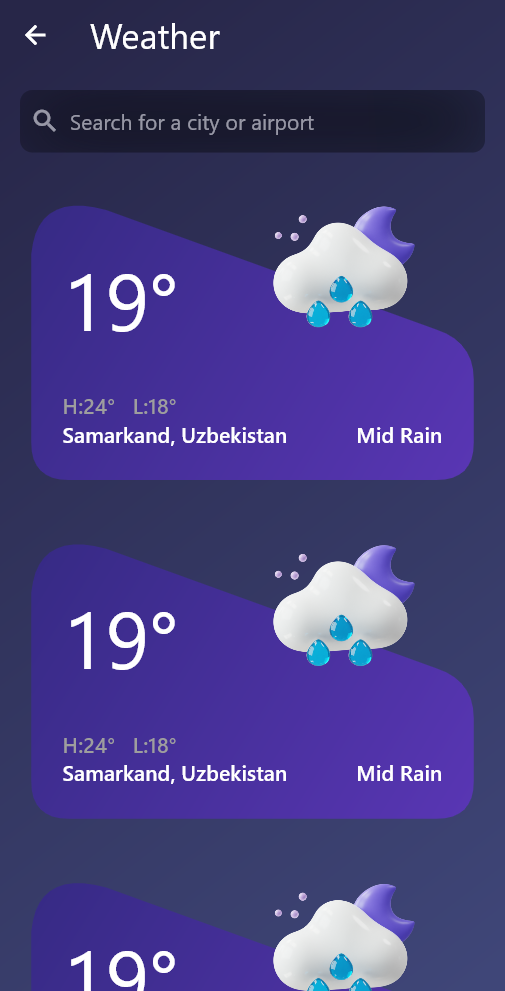 Weather
Search for a city or airport
19°
H:24° L:18°
Samarkand, Uzbekistan Mid Rain
19°
H:24° L:18°
Samarkand, Uzbekistan Mid Rain
19°